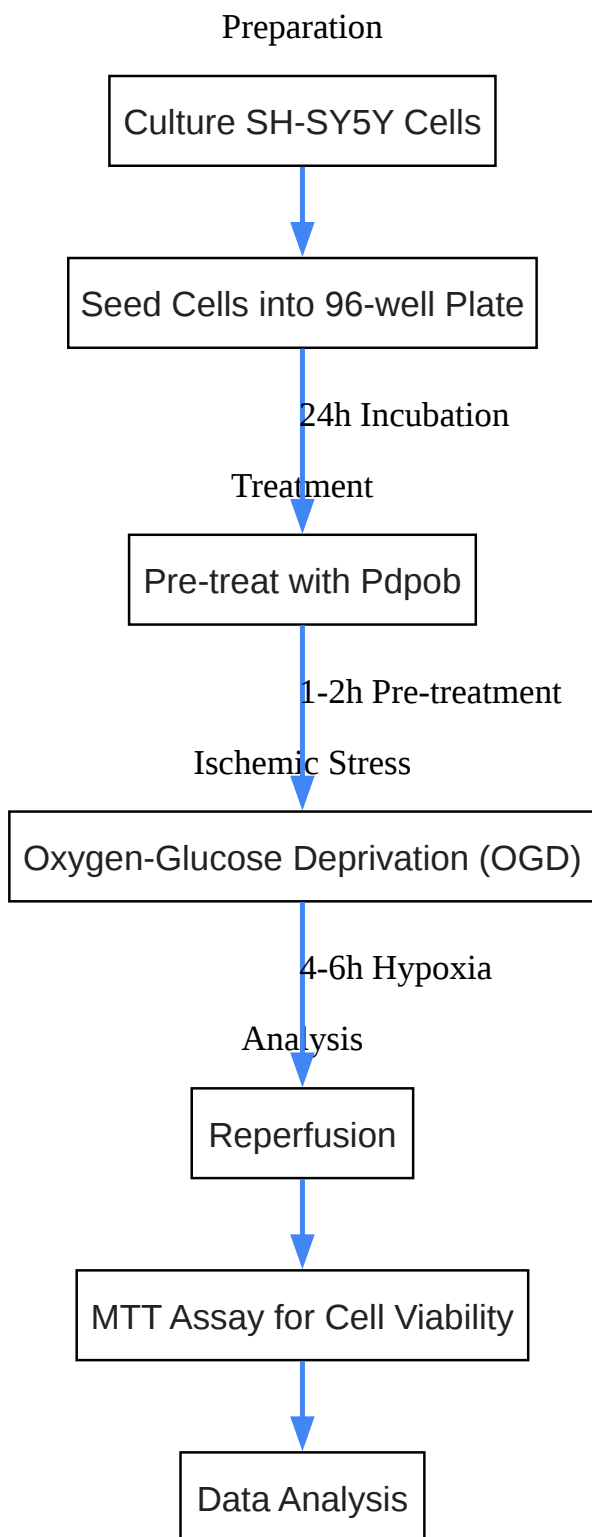 Preparation
Culture SH-SY5Y Cells
Seed Cells into 96-well Plate
24h Incubation
Treatment
Pre-treat with Pdpob
1-2h Pre-treatment
Ischemic Stress
Oxygen-Glucose Deprivation (OGD)
4-6h Hypoxia
Analysis
Reperfusion
MTT Assay for Cell Viability
Data Analysis